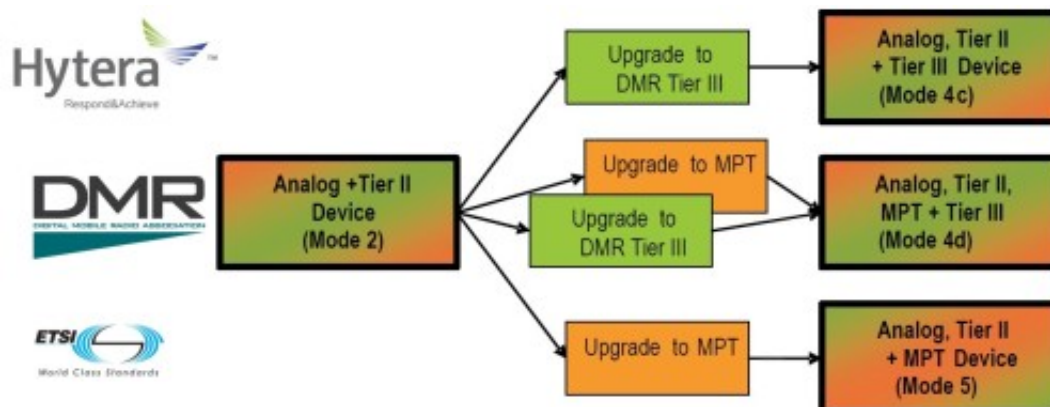 Hytera
™
Respond&Achieve
DMR
DIGITAL MOBILE RADIO ASSOCIATION
ETSI
World Class Standards
Analog +Tier II
Device
(Mode 2)
Upgrade to
DMR Tier III
Upgrade to MPT
Upgrade to
DMR Tier III
Upgrade to MPT
Analog, Tier II
+ Tier III Device
(Mode 4c)
Analog, Tier II,
MPT + Tier III
(Mode 4d)
Analog, Tier II
+ MPT Device
(Mode 5)